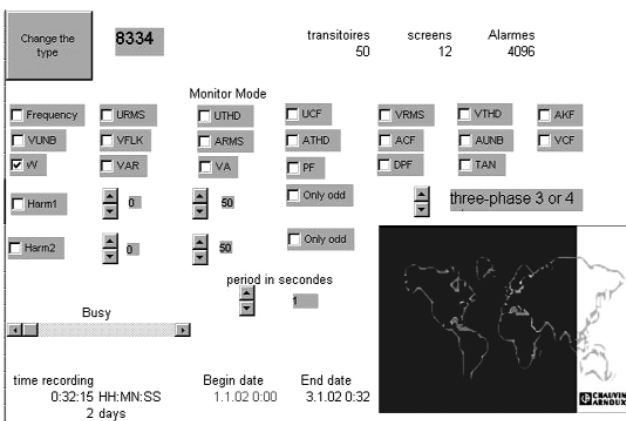 Change the type 8334 transitoires screens Alarmes
50 12 4096
Monitor Mode
Frequency URMS UTHD UCF VRMS VTHD AKF
VUNB VFLK ARMS ATHD ACF AUNB VCF
W VAR VA PF DPF TAN
Harm1 0 50 Only odd three-phase 3 or 4
Harm2 0 50 Only odd
period in secondes
1
Busy
time recording Begin date End date
0:32:15 HH:MN:SS 1.1.02 0:00 3.1.02 0:32
2 days
CHAUVIN ARNOUX